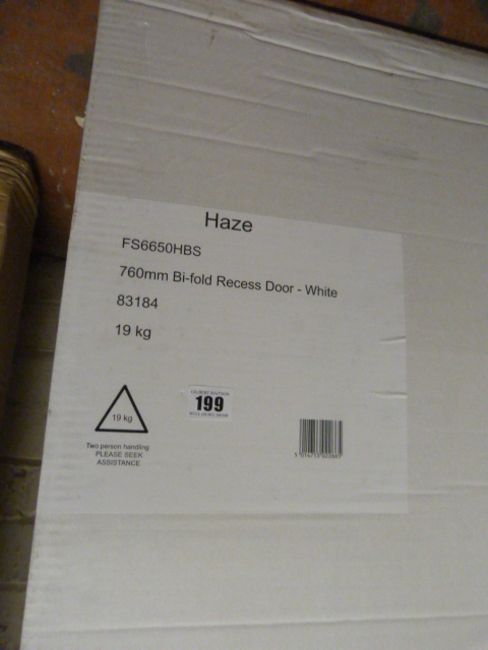 Haze
FS6650HBS
760mm Bi-fold Recess Door - White
83184
19 kg
19 kg
Two person handling
PLEASE SEEK
ASSISTANCE
199